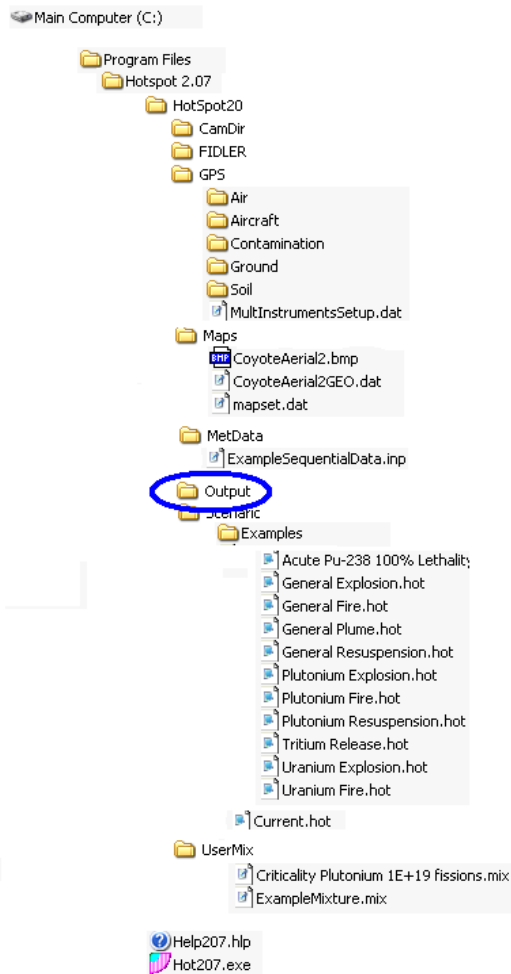 Main Computer (C:)
Program Files
Hotspot 2.07
HotSpot20
CamDir
FIDLER
GPS
Air
Aircraft
Contamination
Ground
Soil
MultInstrumentsSetup.dat
Maps
BMP CoyoteAerial2.bmp
CoyoteAerial2GEO.dat
mapset.dat
MetData
ExampleSequentialData.inp
Output
Scenaric
Examples
Acute Pu-238 100% Lethality
General Explosion.hot
General Fire.hot
General Plume.hot
General Resuspension.hot
Plutonium Explosion.hot
Plutonium Fire.hot
Plutonium Resuspension.hot
Tritium Release.hot
Uranium Explosion.hot
Uranium Fire.hot
Current.hot
UserMix
Criticality Plutonium 1E+19 fissions.mix
ExampleMixture.mix
Help207.hlp
Hot207.exe